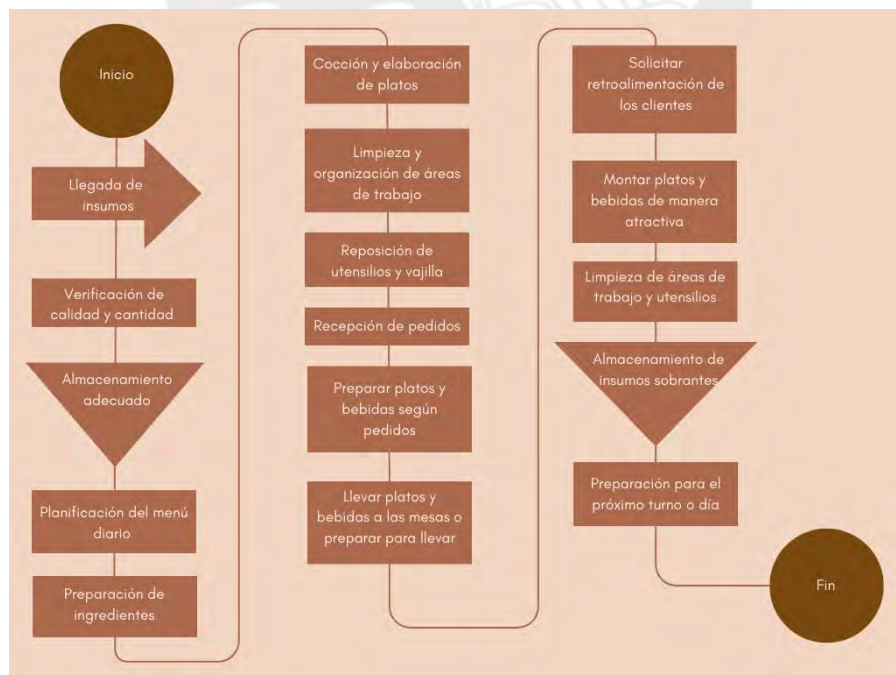 Inicio
Llegada de
insumos
Verificación de
calidad y cantidad
Almacenamiento
adecuado
Planificación del menú
diario
Preparación de
ingredientes
Cocción y elaboración
de platos
Limpieza y
organización de áreas
de trabajo
Reposición de
utensilios y vajilla
Recepción de pedidos
Preparar platos y
bebidas según
pedidos
Llevar platos y
bebidas a las mesas o
preparar para llevar
Solicitar
retroalimentación de
los clientes
Montar platos y
bebidas de manera
atractiva
Limpieza de áreas de
trabajo y utensilios
Almacenamiento de
insumos sobrantes
Preparación para el
próximo turno o día
Fin